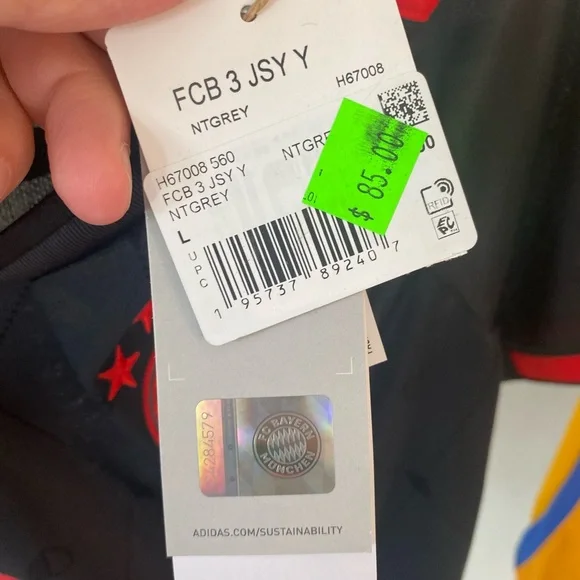 FCB 3 JSY Y
H67008
NTGREY
H67008 560
FCB 3 JSY Y
NTGREY
L
UPC
$ 85.00
RFID
EPC
1 95737 89240 7
FC BAYERN
MÜNCHEN
ADIDAS.COM/SUSTAINABILITY